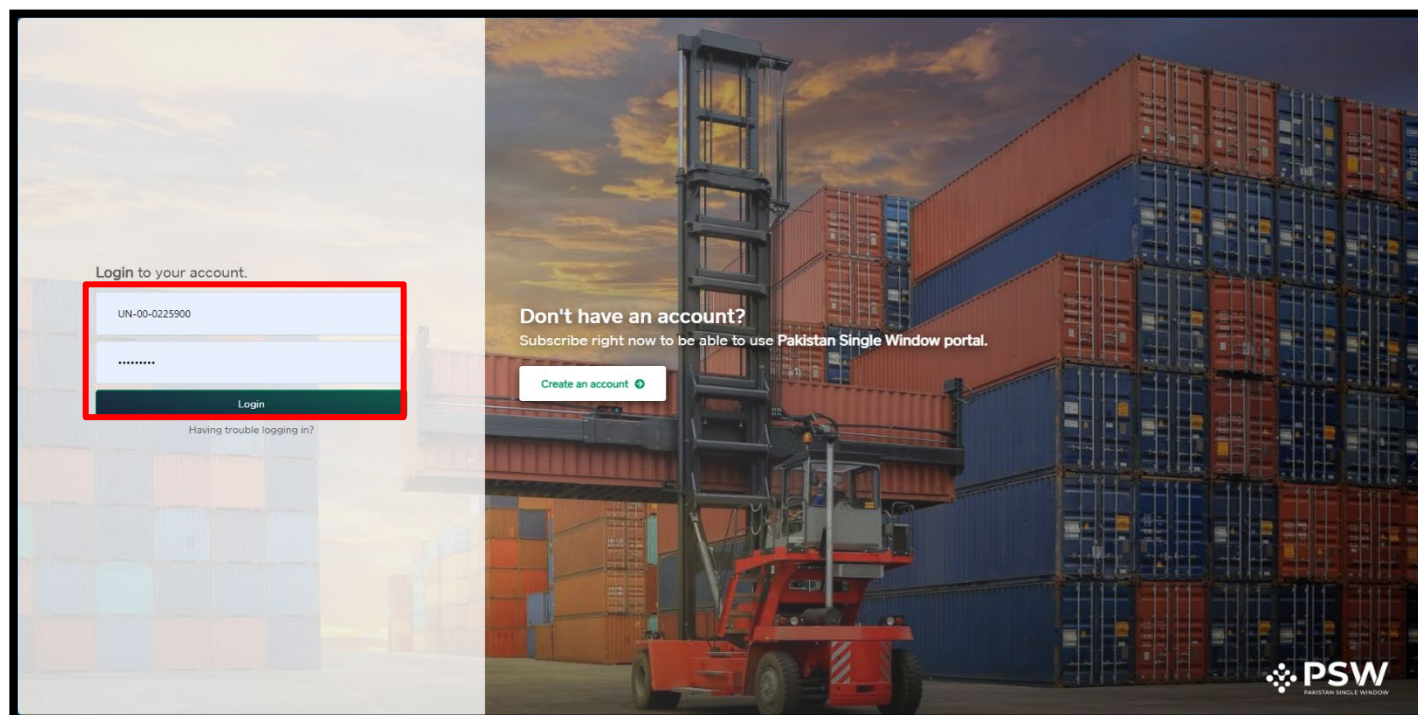 Login to your account.
UN-00-0225900
•••••••••
Login
Having trouble logging in?
Don't have an account?
Subscribe right now to be able to use Pakistan Single Window portal.
Create an account
PSW
PAKISTAN SINGLE WINDOW